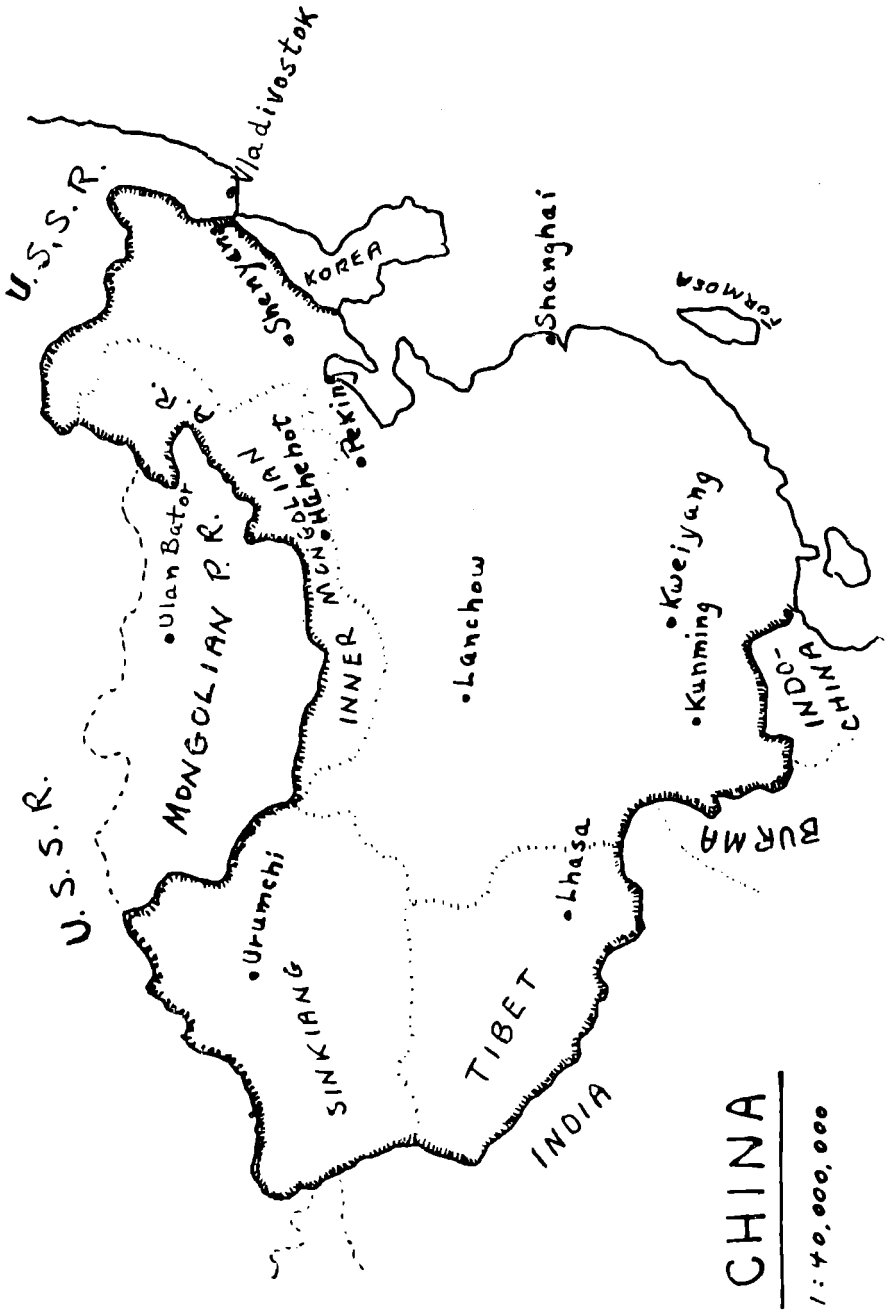 U.S.S.R.
U.S.S.R.
Vladivostok
MONGOLIAN P. R.
Ulan Bator
Shenyang
KOREA
INNER MONGOLIAN A. R.
Huhehot
Peking
Urumchi
SINKIANG
Lanchow
Shanghai
TIBET
Lhasa
INDIA
Kunming
Kweiyang
FORMOSA
BURMA
INDO-
CHINA
CHINA
1:40,000,000